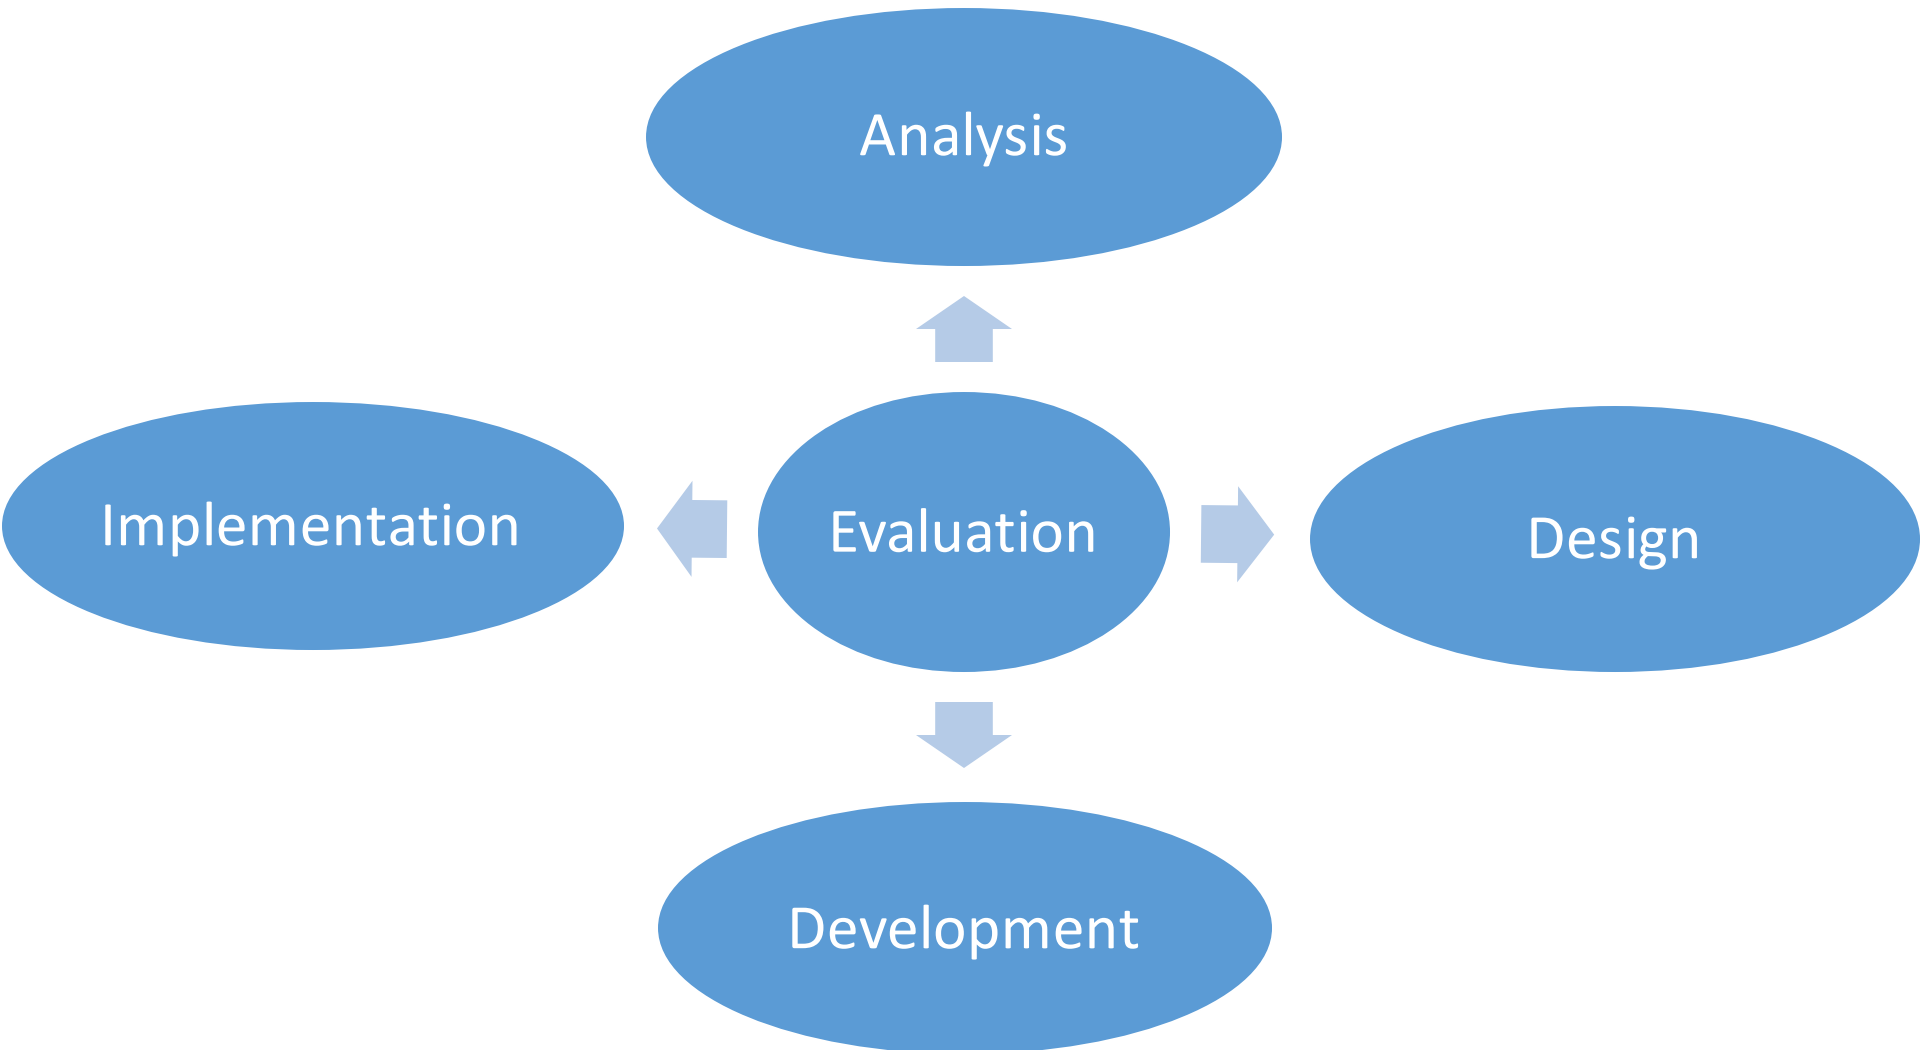 Analysis
Implementation
Evaluation
Design
Development